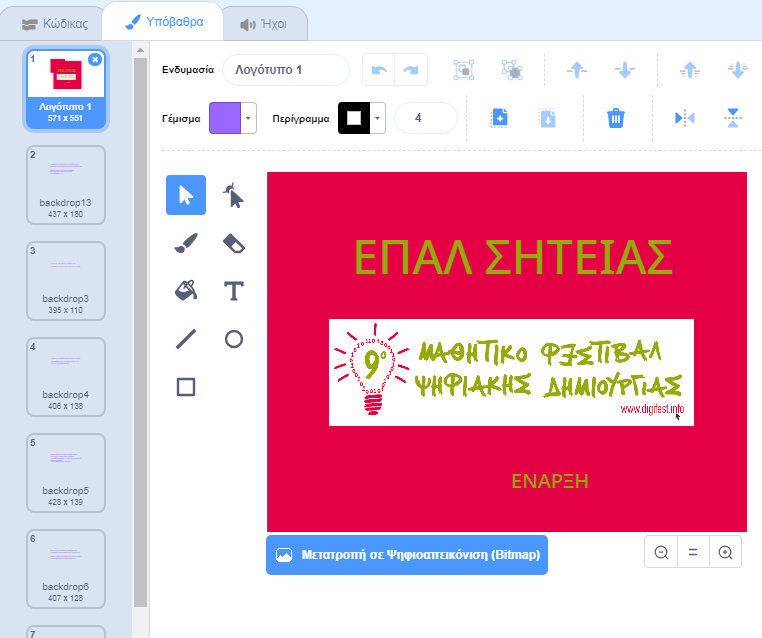 Κώδικας
Υπόβαθρα
Ήχοι
1
Λογότυπο 1
571 x 551
2
backdrop13
437 x 180
3
backdrop3
395 x 110
4
backdrop4
406 x 138
5
backdrop5
428 x 139
6
backdrop6
407 x 128
7
Ενδυμασία
Λογότυπο 1
Γέμισμα
Περίγραμμα
4
T
ΕΠΑΛ ΣΗΤΕΙΑΣ
9ο ΜΑΘΗΤΙΚΟ ΦΕΣΤΙΒΑΛ
ΨΗΦΙΑΚΗΣ ΔΗΜΙΟΥΡΓΙΑΣ
www.digifest.info
ΕΝΑΡΞΗ
Μετατροπή σε Ψηφιοαπεικόνιση (Bitmap)